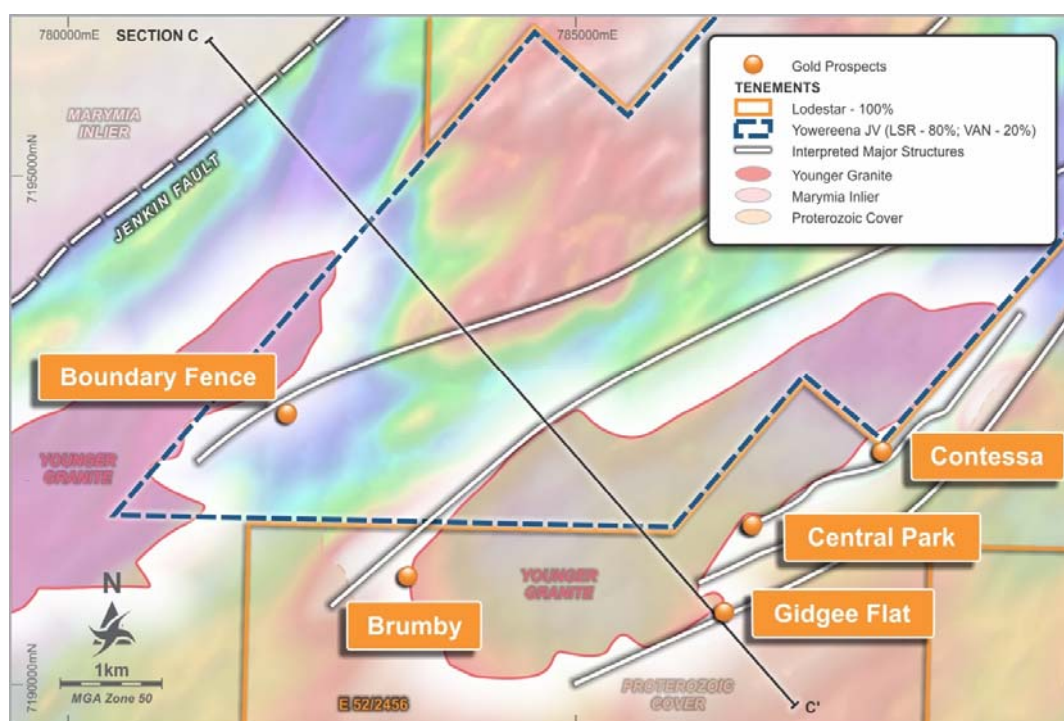 780000mE
SECTION C
785000mE
Gold Prospects
TENEMENTS
Lodestar - 100%
Yowereena JV (LSR - 80%; VAN - 20%)
Interpreted Major Structures
Younger Granite
Marymia Inlier
Proterozoic Cover
MARYMIA
INLIER
7195000mN
JENKIN FAULT
Boundary Fence
YOUNGER
GRANITE
Contessa
Central Park
YOUNGER
GRANITE
Brumby
Gidgee Flat
N
1km
MGA Zone 50
7190000mN
E 52/2456
PROTEROZOIC
COVER
C'